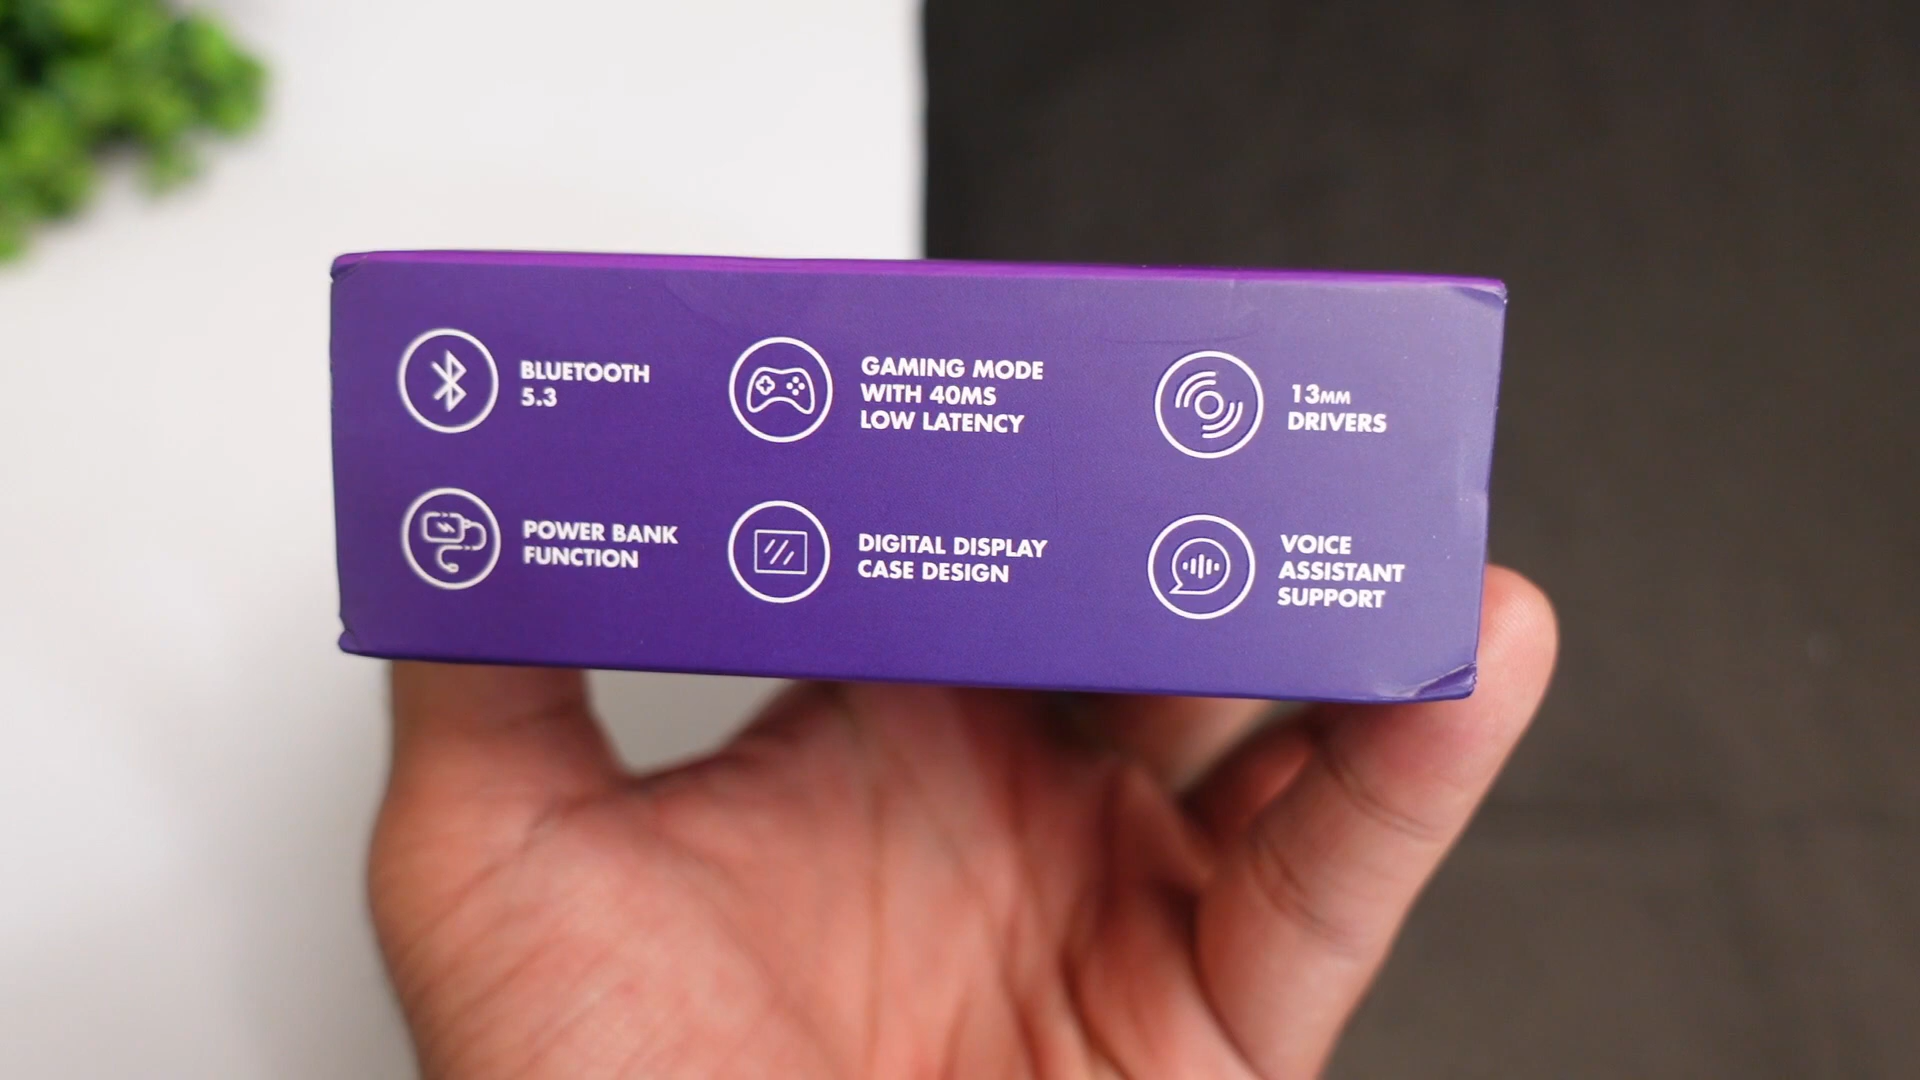 BLUETOOTH
5.3
GAMING MODE
WITH 40MS
LOW LATENCY
13MM
DRIVERS
POWER BANK
FUNCTION
DIGITAL DISPLAY
CASE DESIGN
VOICE
ASSISTANT
SUPPORT